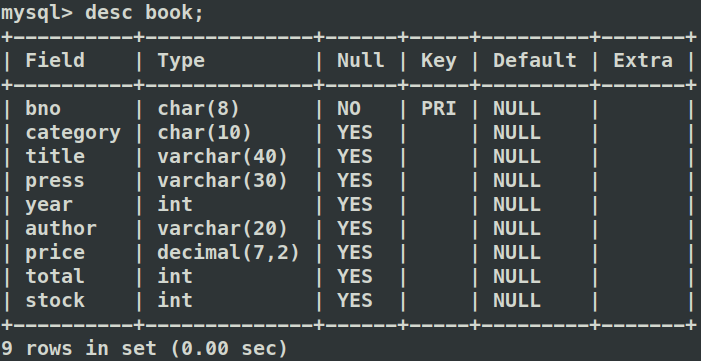 mysql> desc book;
+----------+--------------+------+-----+---------+-------+
| Field    | Type         | Null | Key | Default | Extra |
+----------+--------------+------+-----+---------+-------+
| bno      | char(8)      | NO   | PRI | NULL    |       |
| category | char(10)     | YES  |     | NULL    |       |
| title    | varchar(40)  | YES  |     | NULL    |       |
| press    | varchar(30)  | YES  |     | NULL    |       |
| year     | int          | YES  |     | NULL    |       |
| author   | varchar(20)  | YES  |     | NULL    |       |
| price    | decimal(7,2) | YES  |     | NULL    |       |
| total    | int          | YES  |     | NULL    |       |
| stock    | int          | YES  |     | NULL    |       |
+----------+--------------+------+-----+---------+-------+
9 rows in set (0.00 sec)